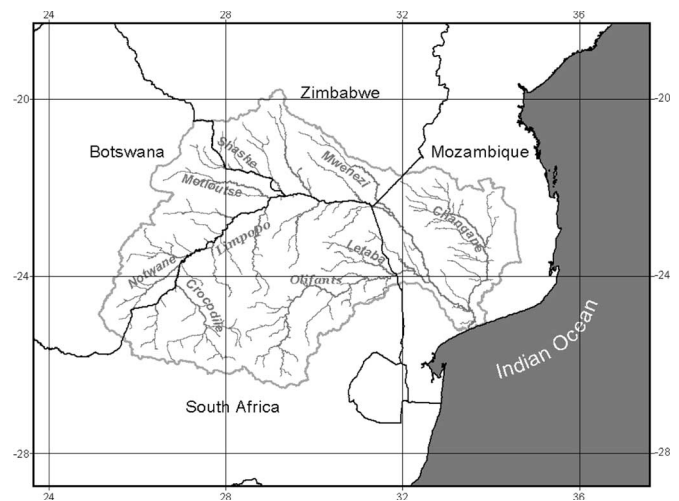 24
28
32
36
-20
Zimbabwe
-20
Botswana
Shashe
Mwenezi
Mozambique
Motloutse
Changane
Limpopo
Notwane
Letaba
-24
-24
Crocodile
Olifants
Indian Ocean
South Africa
-28
-28
24
28
32
36